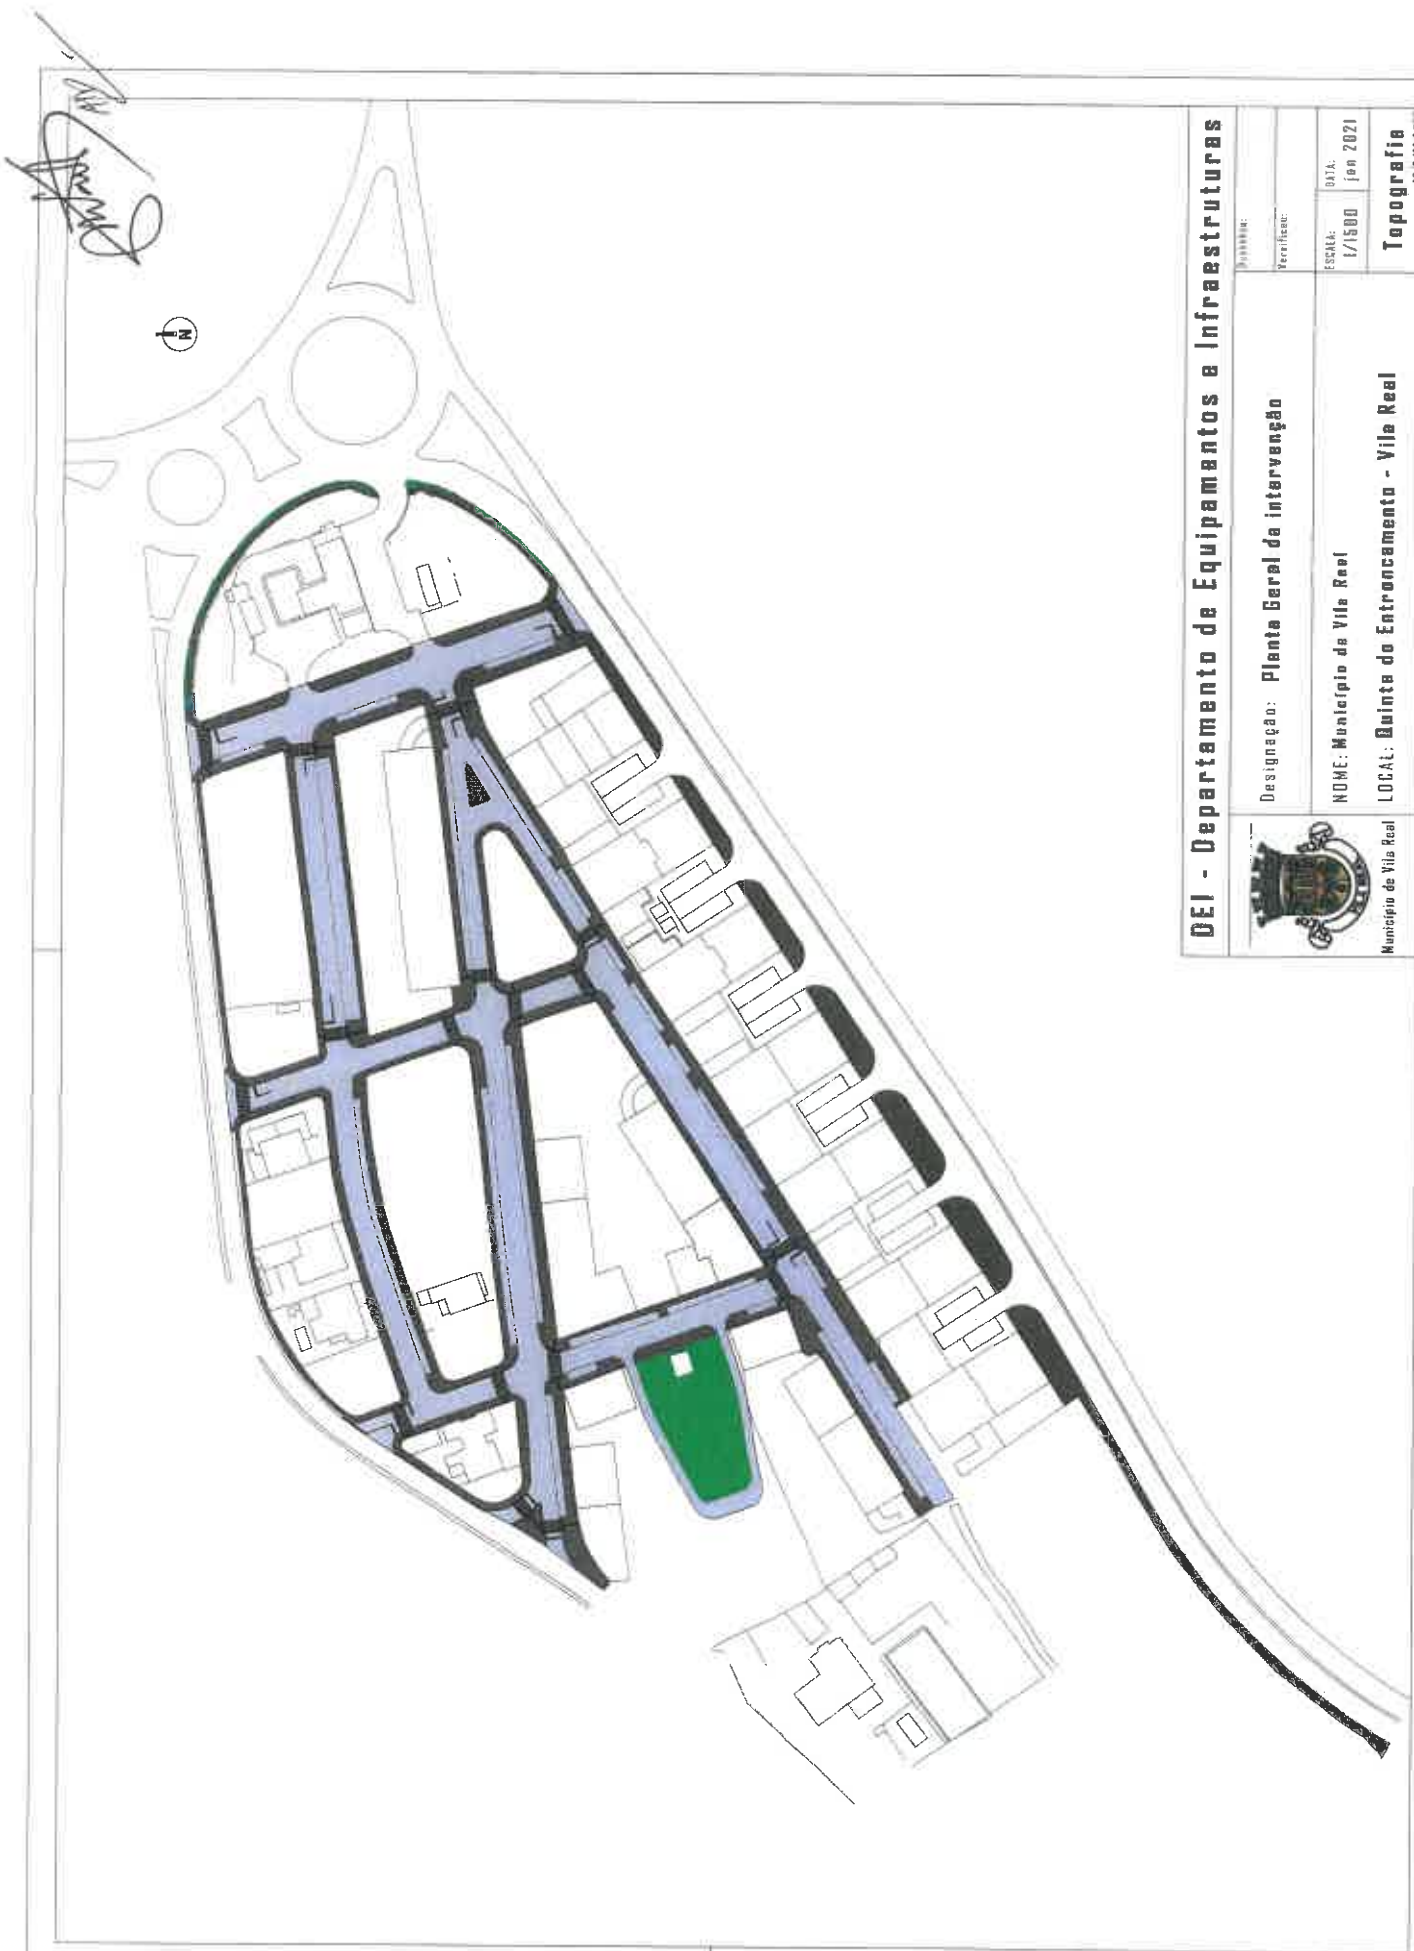 N
DEI - Departamento de Equipamentos e Infraestruturas
Designação: Planta Geral da intervenção
Verificou:
NOME: Município de Vila Real
ESCALA:
1/1500
DATA:
jan 2021
LOCAL: Quinta do Entroncamento - Vila Real
Topografia
Município de Vila Real